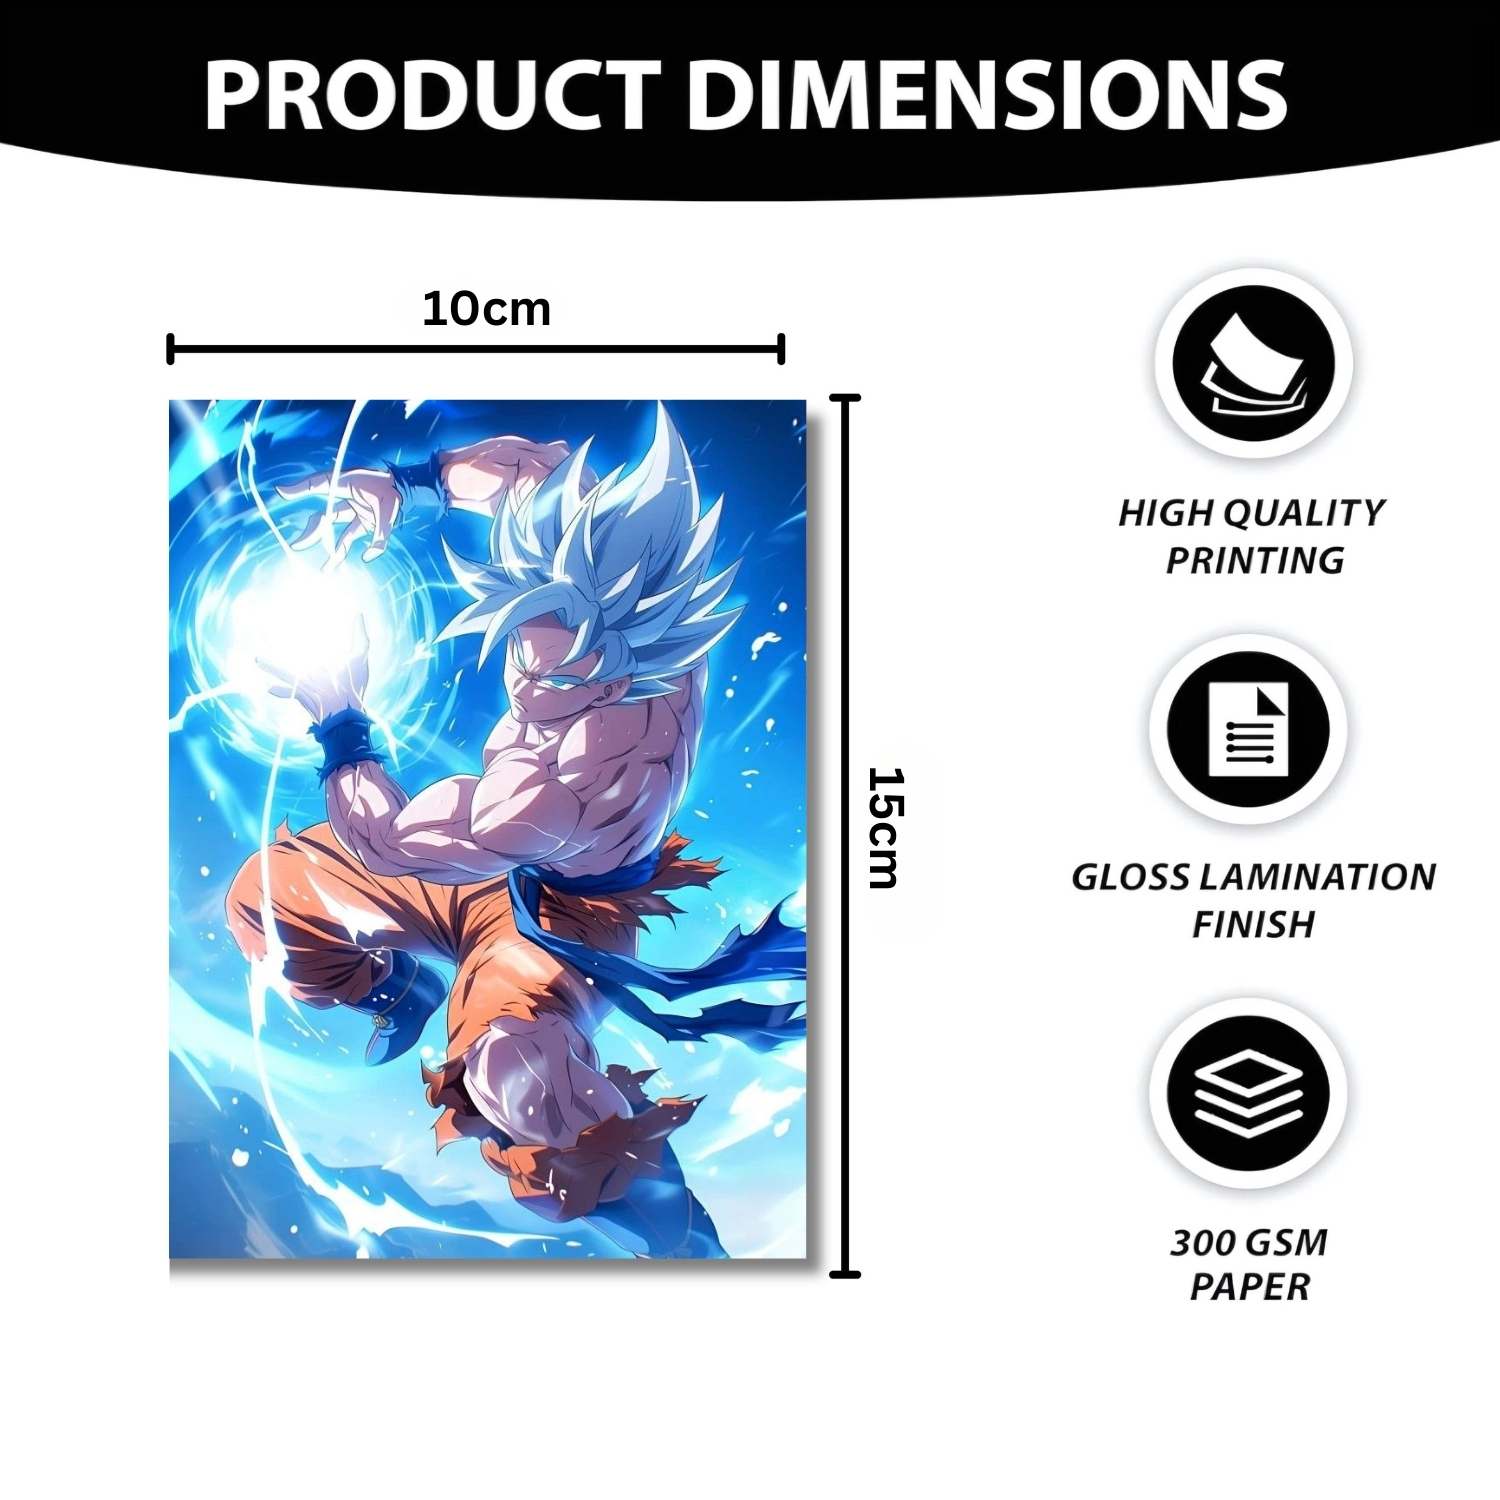 PRODUCT DIMENSIONS
10cm
15cm
HIGH QUALITY
PRINTING
GLOSS LAMINATION
FINISH
300 GSM
PAPER